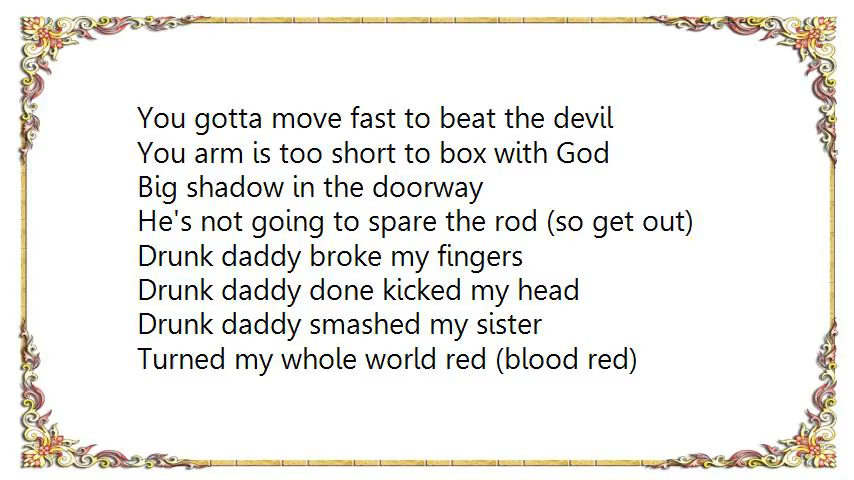 You gotta move fast to beat the devil
You arm is too short to box with God
Big shadow in the doorway
He's not going to spare the rod (so get out)
Drunk daddy broke my fingers
Drunk daddy done kicked my head
Drunk daddy smashed my sister
Turned my whole world red (blood red)